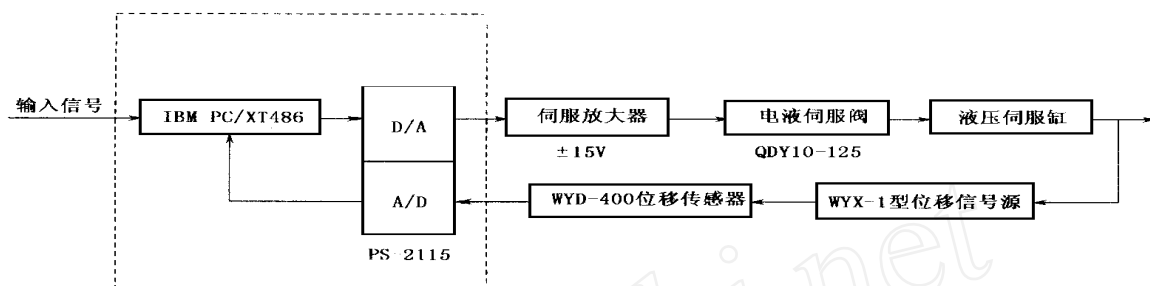 输入信号
IBM PC/XT486
D/A
伺服放大器
电液伺服阀
液压伺服缸
±15V
QDY10-125
A/D
WYD-400位移传感器
WYX-1型位移信号源
PS-2115